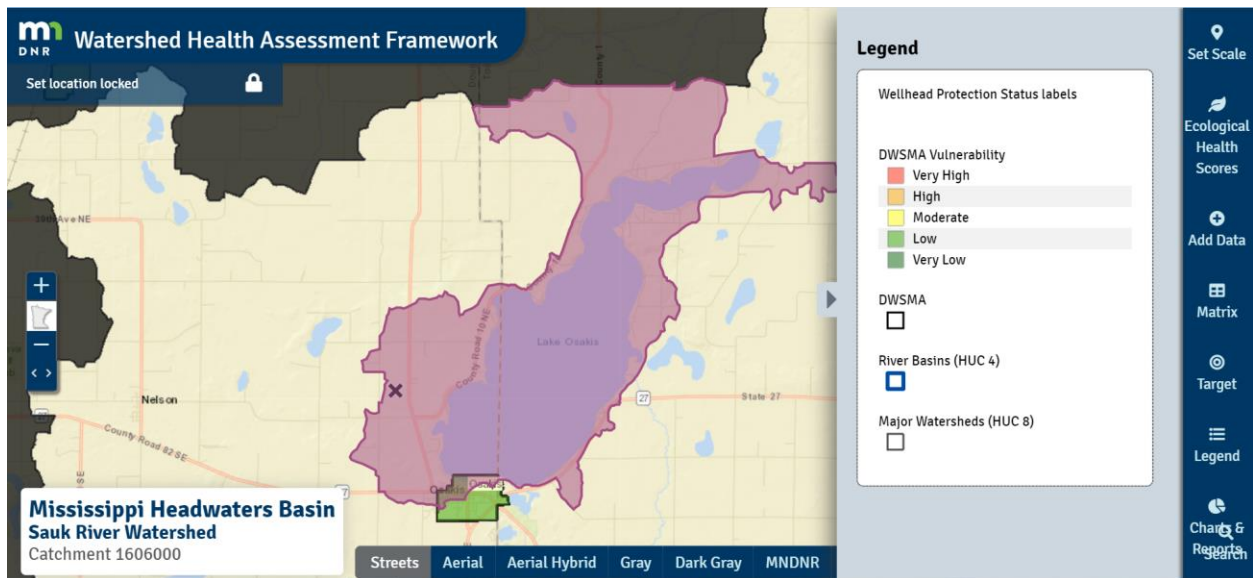 mn
DNR
Watershed Health Assessment Framework
Set location locked
County 1
Lake Osakis
County Road 10 NE
27
State 27
Nelson
County Road 82 SE
Osakis
Mississippi Headwaters Basin
Sauk River Watershed
Catchment 1606000
Streets
Aerial
Aerial Hybrid
Gray
Dark Gray
MNDNR
Legend
Wellhead Protection Status labels
DWSMA Vulnerability
Very High
High
Moderate
Low
Very Low
DWSMA
River Basins (HUC 4)
Major Watersheds (HUC 8)
Set Scale
Ecological
Health
Scores
Add Data
Matrix
Target
Legend
Charts &
Reports
Search